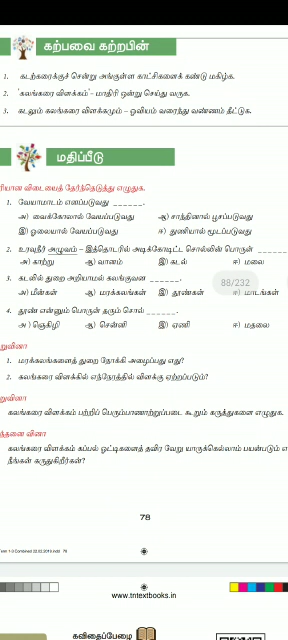 கற்பவை கற்றபின்
1. கடற்கரைக்குச் சென்று அங்குள்ள காட்சிகளைக் கண்டு மகிழ்க.
2. 'கலங்கரை விளக்கம்' - மாதிரி ஒன்று செய்து வருக.
3. கடலும் கலங்கரை விளக்கமும் – ஓவியம் வரைந்து வண்ணம் தீட்டுக.
மதிப்பீடு
ரியான விடையைத் தேர்ந்தெடுத்து எழுதுக.
1. வேயாமாடம் எனப்படுவது ______.
அ) வைக்கோலால் வேயப்படுவது ஆ) சாந்தினால் பூசப்படுவது
இ) ஓலையால் வேயப்படுவது ஈ) துணியால் மூடப்படுவது
2. உரவுநீர் அழுவம் – இத்தொடரில் அடிக்கோடிட்ட சொல்லின் பொருள் ______
அ) காற்று ஆ) வானம் இ) கடல் ஈ) மலை
3. கடலில் துறை அறியாமல் கலங்குவன ______.
88/232
அ) மீன்கள் ஆ) மரக்கலங்கள் இ) தூண்கள் ஈ) மாடங்கள்
4. தூண் என்னும் பொருள் தரும் சொல் ______.
அ) ஞெகிழி ஆ) சென்னி இ) ஏணி ஈ) மதலை
றுவினா
1. மரக்கலங்களைத் துறை நோக்கி அழைப்பது எது?
2. கலங்கரை விளக்கில் எந்நேரத்தில் விளக்கு ஏற்றப்படும்?
றுவினா
கலங்கரை விளக்கம் பற்றிப் பெரும்பாணாற்றுப்படை கூறும் கருத்துகளை எழுதுக.
ந்தனை வினா
கலங்கரை விளக்கம் கப்பல் ஓட்டிகளைத் தவிர வேறு யாருக்கெல்லாம் பயன்படும் எ
நீங்கள் கருதுகிறீர்கள்?
78
www.tntextbooks.in
கவிதைப்பேழை